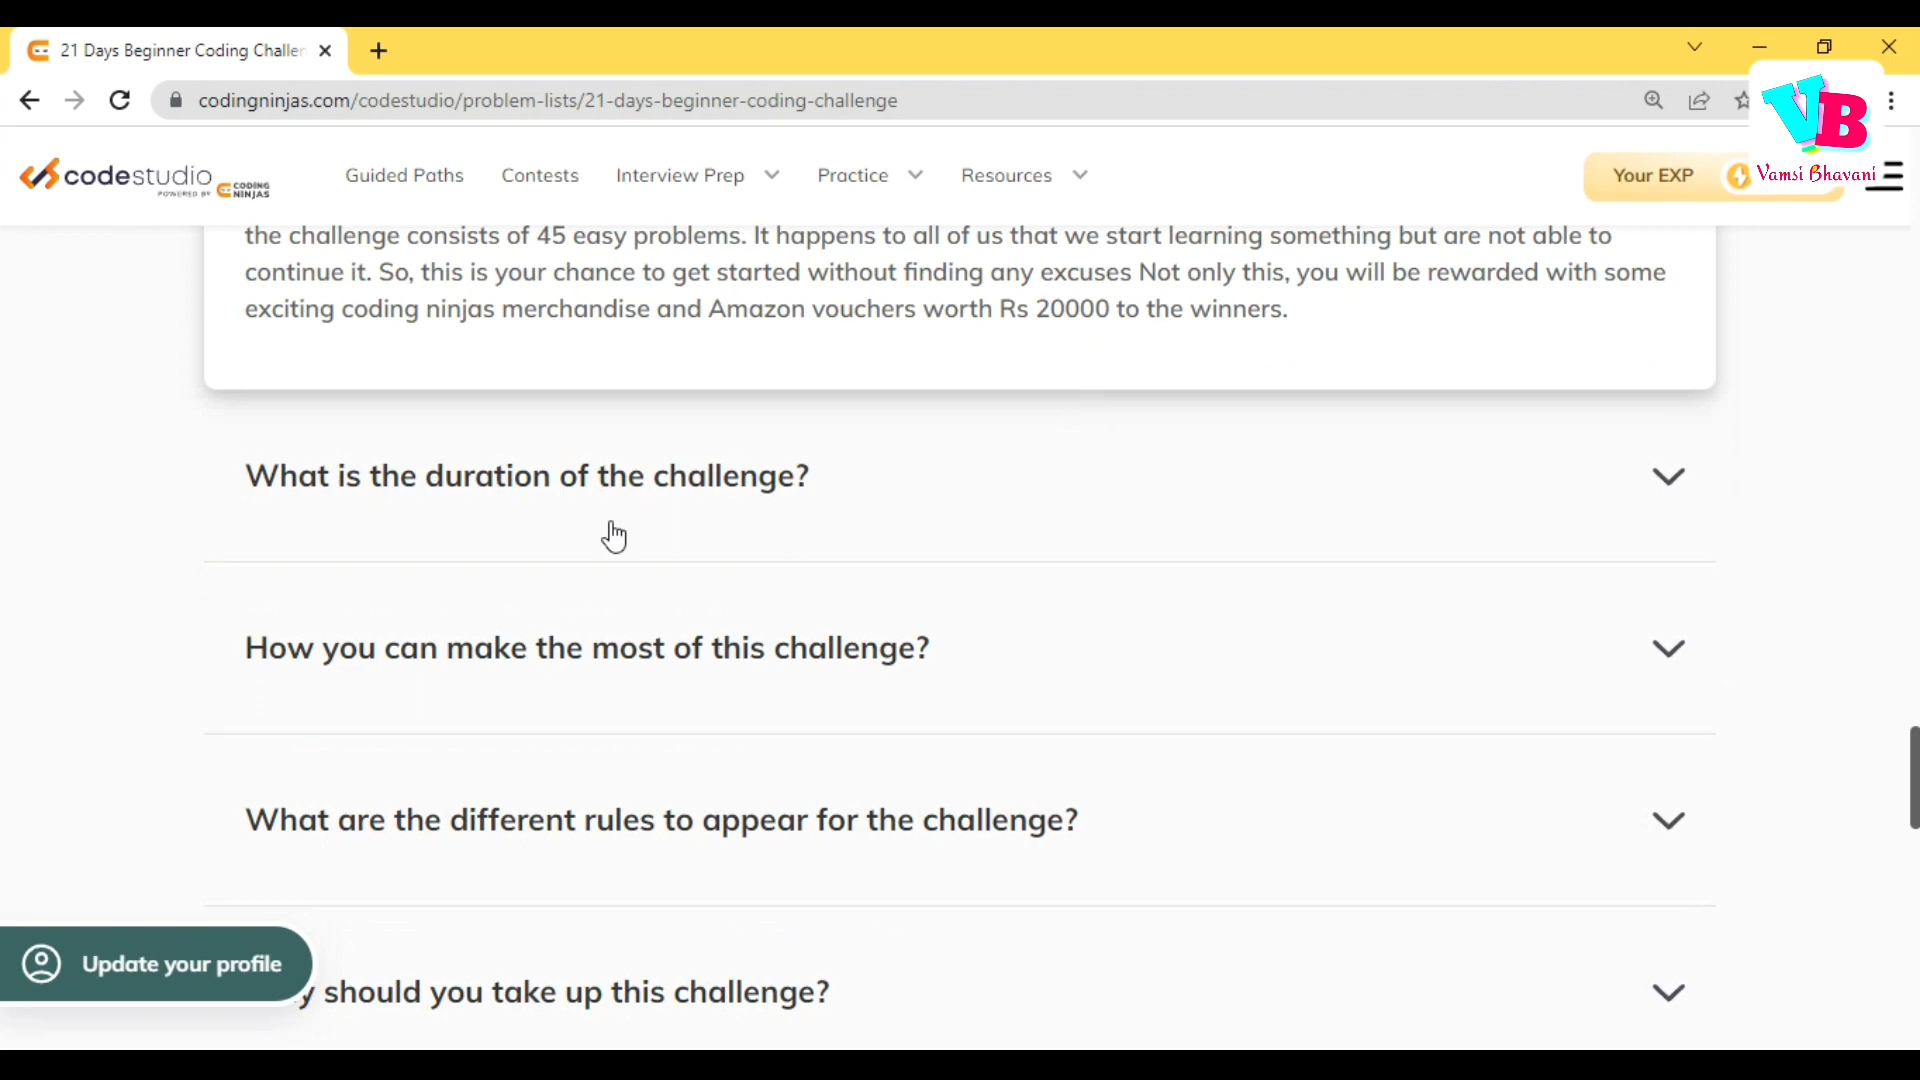 21 Days Beginner Coding Challen
codingninjas.com/codestudio/problem-lists/21-days-beginner-coding-challenge
VB
Vamsi Bhavani
codestudio
POWERED BY CODING NINJAS
Guided Paths
Contests
Interview Prep
Practice
Resources
Your EXP
the challenge consists of 45 easy problems. It happens to all of us that we start learning something but are not able to
continue it. So, this is your chance to get started without finding any excuses Not only this, you will be rewarded with some
exciting coding ninjas merchandise and Amazon vouchers worth Rs 20000 to the winners.
What is the duration of the challenge?
How you can make the most of this challenge?
What are the different rules to appear for the challenge?
Update your profile
y should you take up this challenge?